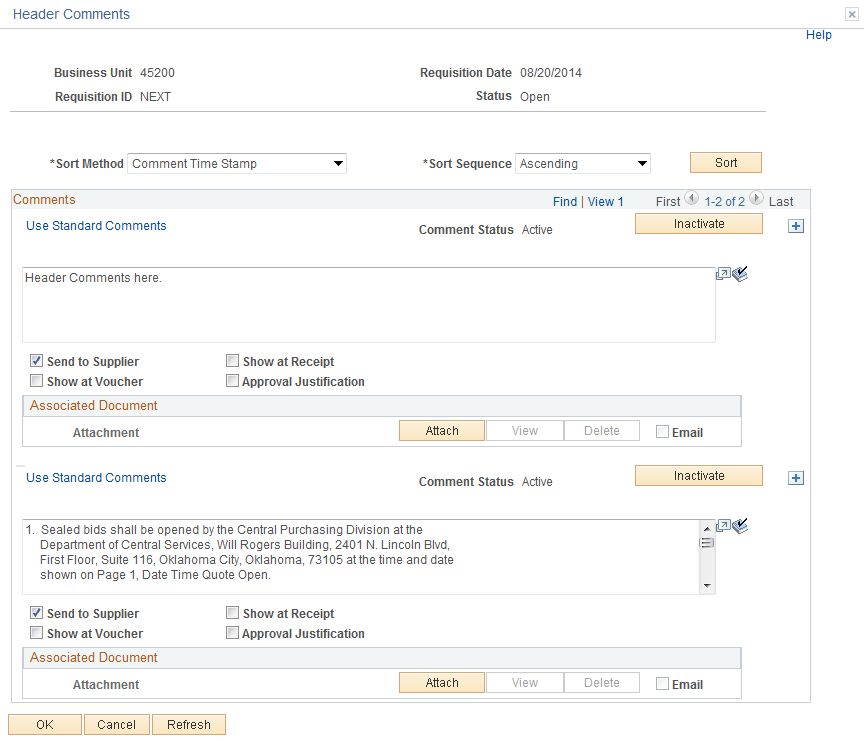 Header Comments
Help
Business Unit 45200 Requisition Date 08/20/2014
Requisition ID NEXT Status Open
*Sort Method Comment Time Stamp *Sort Sequence Ascending Sort
Comments Find | View 1 First 1-2 of 2 Last
Use Standard Comments Comment Status Active Inactivate
Header Comments here.
Send to Supplier Show at Receipt
Show at Voucher Approval Justification
Associated Document
Attachment Attach View Delete Email
Use Standard Comments Comment Status Active Inactivate
1. Sealed bids shall be opened by the Central Purchasing Division at the
Department of Central Services, Will Rogers Building, 2401 N. Lincoln Blvd,
First Floor, Suite 116, Oklahoma City, Oklahoma, 73105 at the time and date
shown on Page 1, Date Time Quote Open.
Send to Supplier Show at Receipt
Show at Voucher Approval Justification
Associated Document
Attachment Attach View Delete Email
OK Cancel Refresh